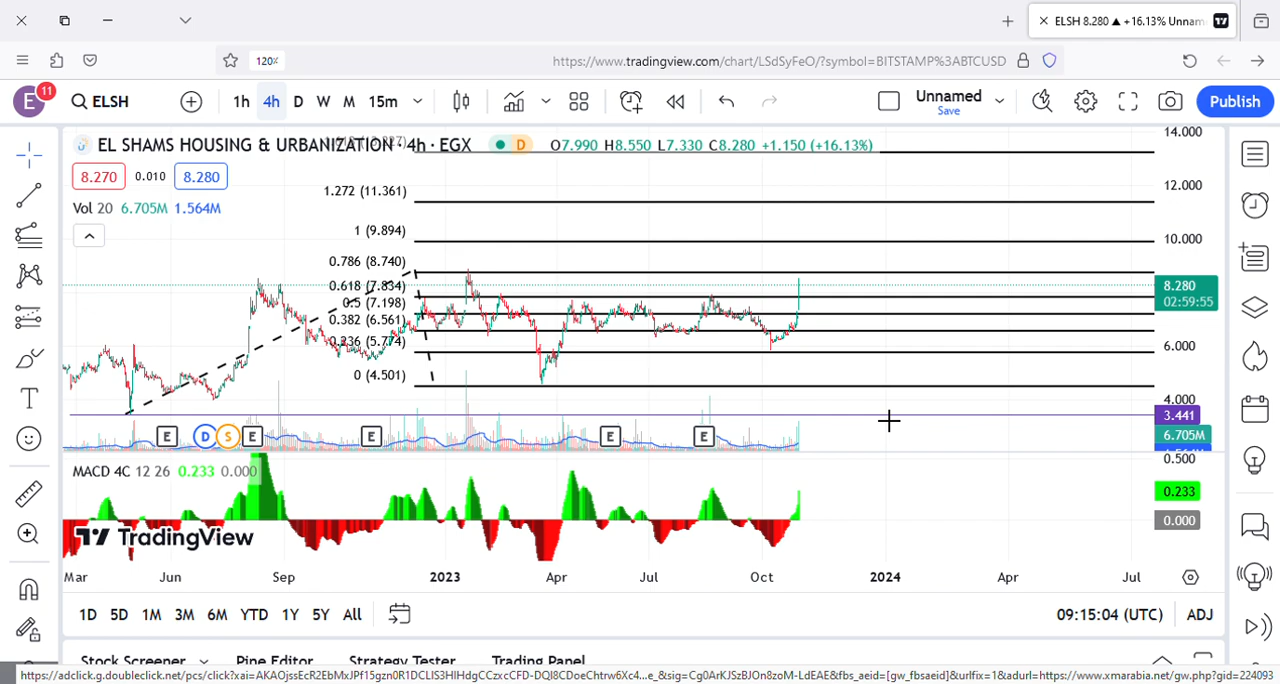 ELSH 8.280 ▲ +16.13% Unnam
120%
https://www.tradingview.com/chart/LSdSyFeO/?symbol=BITSTAMP%3ABTCUSD
E 11 ELSH 1h 4h D W M 15m Unnamed Save Publish
EL SHAMS HOUSING & URBANIZATION · 4h · EGX D O7.990 H8.550 L7.330 C8.280 +1.150 (+16.13%)
8.270 0.010 8.280
Vol 20 6.705M 1.564M
1.272 (11.361)
1 (9.894)
0.786 (8.740)
0.618 (7.834)
0.5 (7.198)
0.382 (6.561)
0.236 (5.774)
0 (4.501)
14.000
12.000
10.000
8.280
02:59:55
6.000
4.000
3.441
6.705M
E D S E E E E
0.500
MACD 4C 12 26 0.233 0.000
0.233
0.000
TradingView
Mar Jun Sep 2023 Apr Jul Oct 2024 Apr Jul
1D 5D 1M 3M 6M YTD 1Y 5Y All 09:15:04 (UTC) ADJ
Stock Screener Pine Editor Strategy Tester Trading Panel